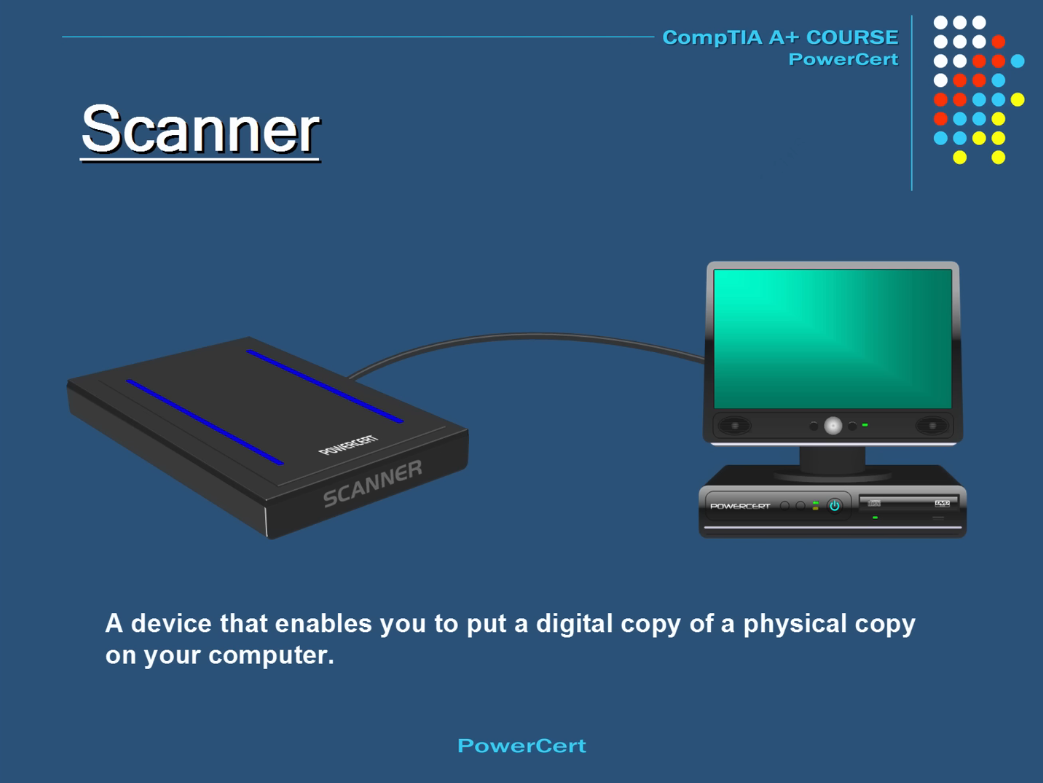 CompTIA A+ COURSE
PowerCert
Scanner
POWERCERT
SCANNER
POWERCERT
A device that enables you to put a digital copy of a physical copy
on your computer.
PowerCert